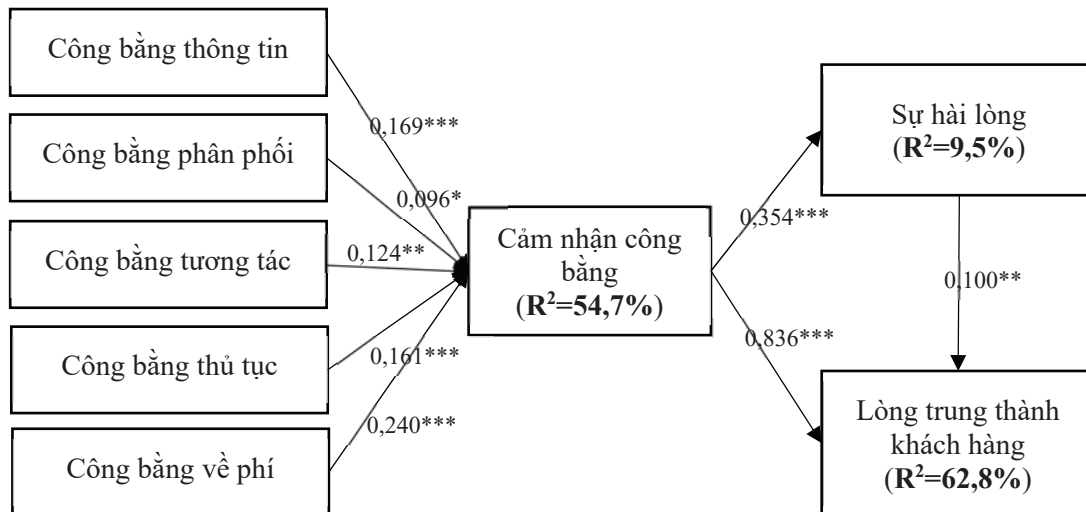 Công bằng thông tin
Công bằng phân phối
Công bằng tương tác
Công bằng thủ tục
Công bằng về phí
0,169***
0,096*
0,124**
0,161***
0,240***
Cảm nhận công
bằng
(R²=54,7%)
0,354***
0,836***
Sự hài lòng
(R²=9,5%)
0,100**
Lòng trung thành
khách hàng
(R²=62,8%)